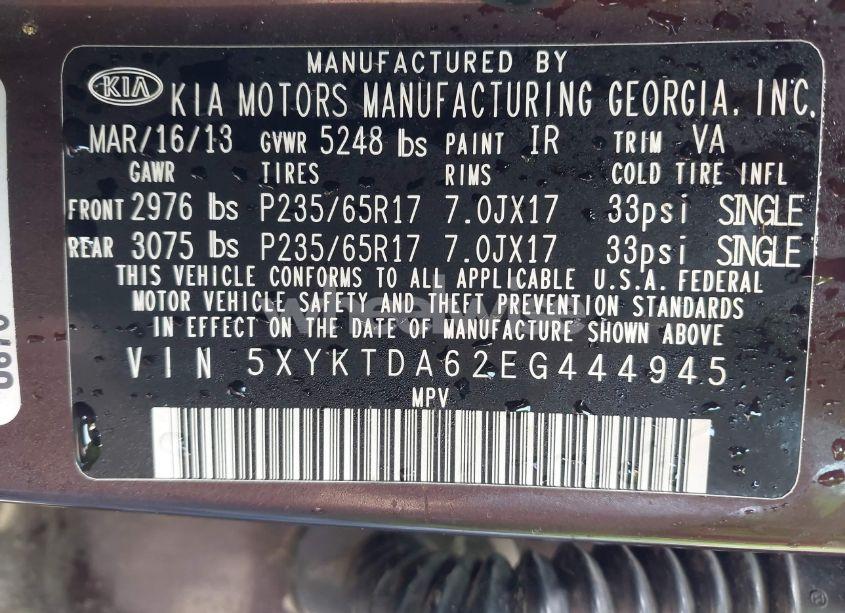 MANUFACTURED BY
KIA KIA MOTORS MANUFACTURING GEORGIA, INC.
MAR/16/13 GVWR 5248 lbs PAINT IR TRIM VA
GAWR TIRES RIMS COLD TIRE INFL
FRONT 2976 lbs P235/65R17 7.0JX17 33psi SINGLE
REAR 3075 lbs P235/65R17 7.0JX17 33psi SINGLE
THIS VEHICLE CONFORMS TO ALL APPLICABLE U.S.A. FEDERAL
MOTOR VEHICLE SAFETY AND THEFT PREVENTION STANDARDS
IN EFFECT ON THE DATE OF MANUFACTURE SHOWN ABOVE
VIN 5XYKTDA62EG444945
MPV